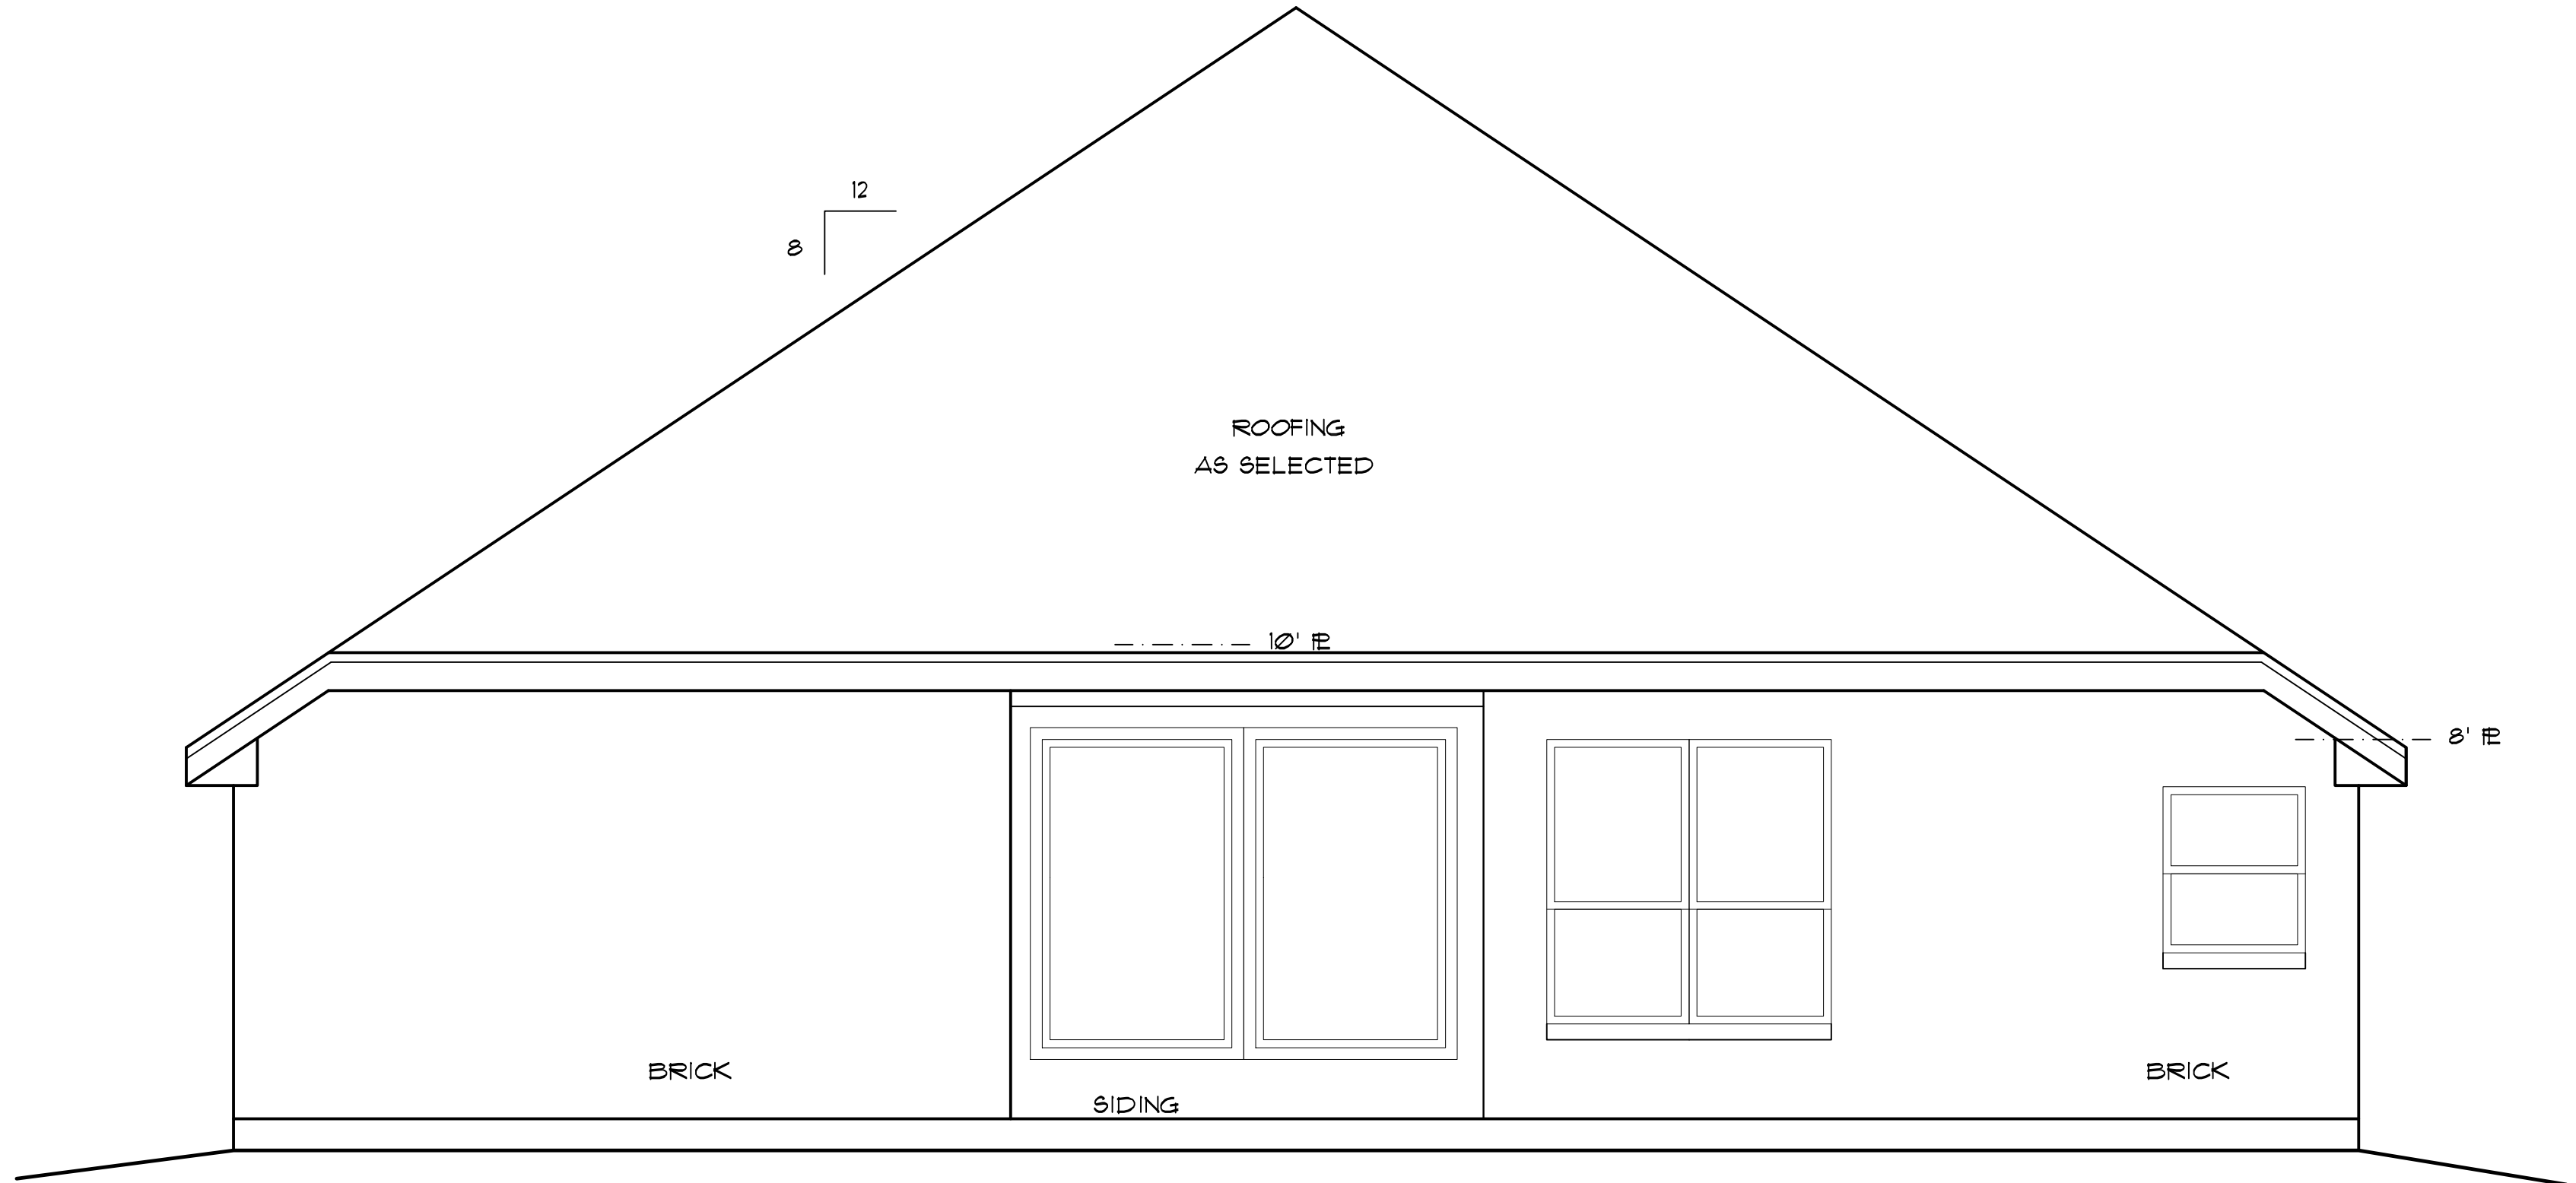 12
8
ROOFING
AS SELECTED
10' PL
8' PL
BRICK
BRICK
SIDING